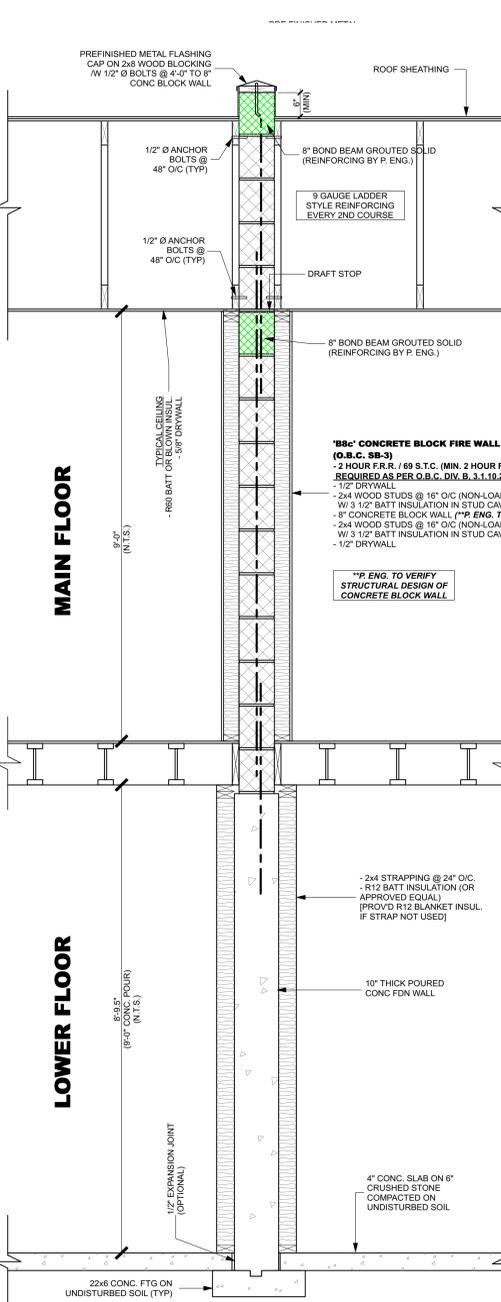 PREFINISHED METAL FLASHING
CAP ON 2x8 WOOD BLOCKING
/W 1/2" Ø BOLTS @ 4'-0" TO 8"
CONC BLOCK WALL
6"
(MIN)
ROOF SHEATHING
1/2" Ø ANCHOR
BOLTS @
48" O/C (TYP)
8" BOND BEAM GROUTED SOLID
(REINFORCING BY P. ENG.)
9 GAUGE LADDER
STYLE REINFORCING
EVERY 2ND COURSE
1/2" Ø ANCHOR
BOLTS @
48" O/C (TYP)
DRAFT STOP
8" BOND BEAM GROUTED SOLID
(REINFORCING BY P. ENG.)
TYPICAL CEILING
- R60 BATT OR BLOWN INSUL.
- 5/8" DRYWALL
MAIN FLOOR
9'-0"
(N.T.S.)
'B8c' CONCRETE BLOCK FIRE WALL
(O.B.C. SB-3)
- 2 HOUR F.R.R. / 69 S.T.C. (MIN. 2 HOUR
REQUIRED AS PER O.B.C. DIV. B, 3.1.10.2
- 1/2" DRYWALL
- 2x4 WOOD STUDS @ 16" O/C
W/ 3 1/2" BATT INSULATION IN STUD
- 8" CONCRETE BLOCK WALL (**P. ENG.
- 2x4 WOOD STUDS @ 16" O/C
W/ 3 1/2" BATT INSULATION IN STUD
- 1/2" DRYWALL
**P. ENG. TO VERIFY
STRUCTURAL DESIGN OF
CONCRETE BLOCK WALL
LOWER FLOOR
8'-9.5"
(9'-0" CONC. POUR)
(N.T.S.)
- 2x4 STRAPPING @ 24" O/C.
- R12 BATT INSULATION (OR
APPROVED EQUAL)
[PROV'D R12 BLANKET INSUL.
IF STRAP NOT USED]
10" THICK POURED
CONC FDN WALL
1/2" EXPANSION JOINT
(OPTIONAL)
4" CONC. SLAB ON 6"
CRUSHED STONE
COMPACTED ON
UNDISTURBED SOIL
22x6 CONC. FTG ON
UNDISTURBED SOIL (TYP)